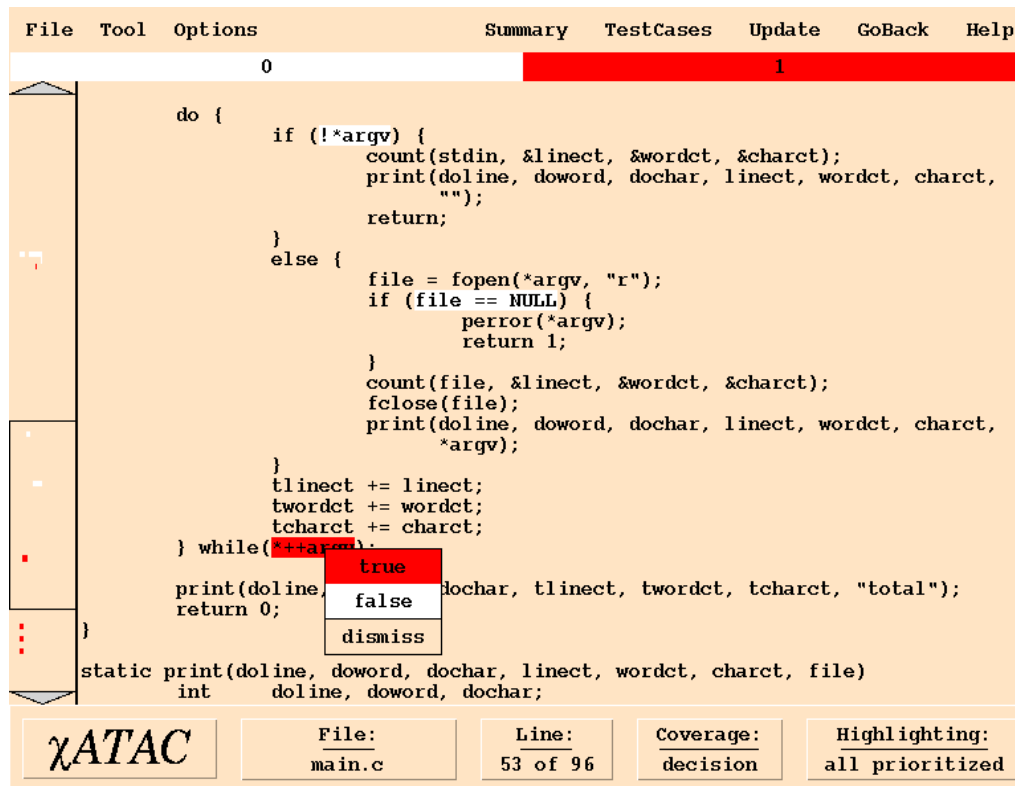 File Tool Options Summary TestCases Update GoBack Help
0 1
do {
if (!*argv) {
count(stdin, &linect, &wordct, &charct);
print(doline, doword, dochar, linect, wordct, charct,
"");
return;
}
else {
file = fopen(*argv, "r");
if (file == NULL) {
perror(*argv);
return 1;
}
count(file, &linect, &wordct, &charct);
fclose(file);
print(doline, doword, dochar, linect, wordct, charct,
*argv);
}
tlinect += linect;
twordct += wordct;
tcharct += charct;
} while(*++argv);
true
print(doline, dochar, tlinect, twordct, tcharct, "total");
false
return 0;
}
dismiss
static print(doline, doword, dochar, linect, wordct, charct, file)
int doline, doword, dochar;
χATAC File: Line: Coverage: Highlighting:
main.c 53 of 96 decision all prioritized